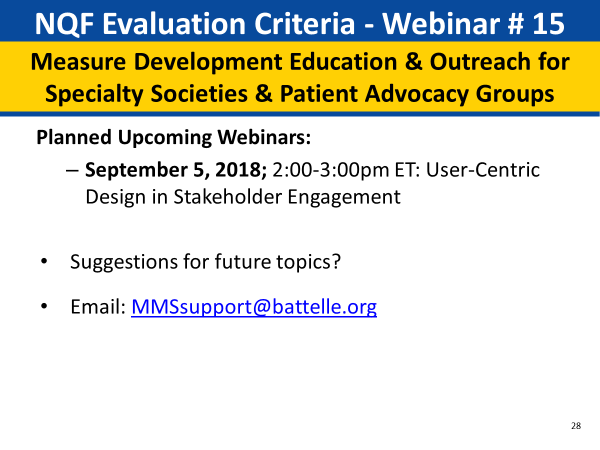 NQF Evaluation Criteria - Webinar # 15
Measure Development Education & Outreach for
Specialty Societies & Patient Advocacy Groups
Planned Upcoming Webinars:
– September 5, 2018; 2:00-3:00pm ET: User-Centric
Design in Stakeholder Engagement
• Suggestions for future topics?
• Email: MMSsupport@battelle.org
28